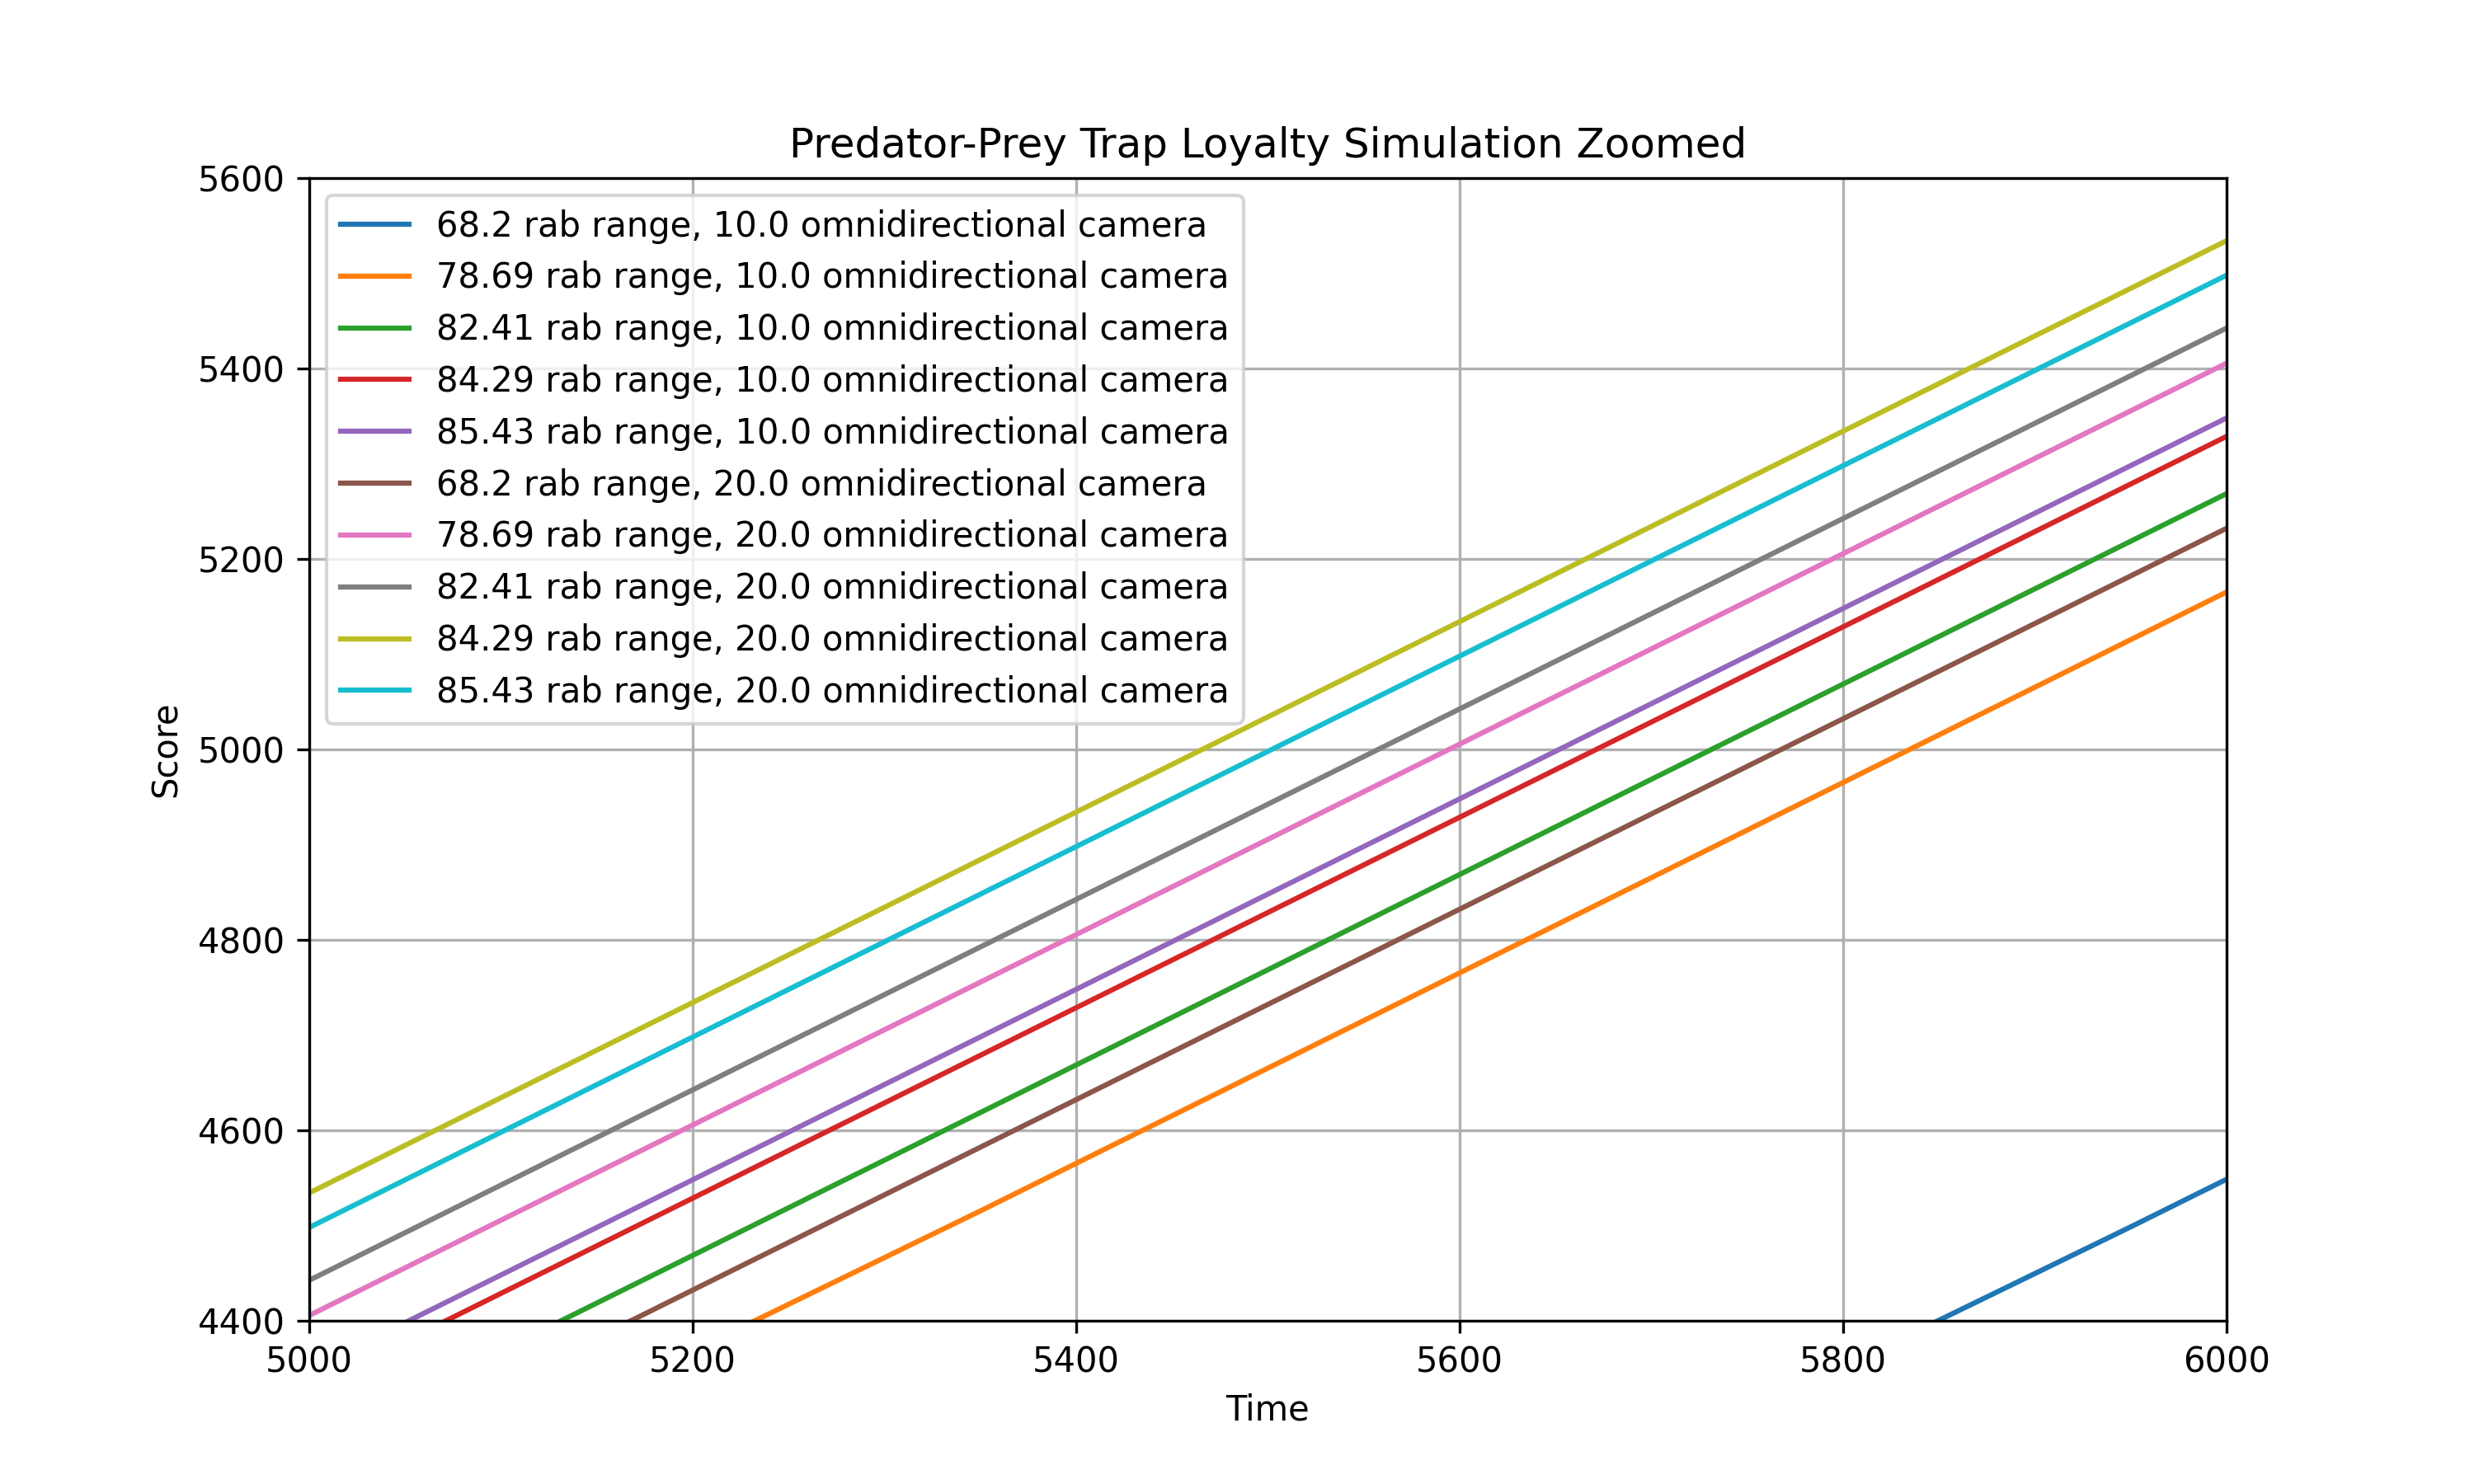 Predator-Prey Trap Loyalty Simulation Zoomed
5600
5400
5200
5000
4800
4600
4400
Score
68.2 rab range, 10.0 omnidirectional camera
78.69 rab range, 10.0 omnidirectional camera
82.41 rab range, 10.0 omnidirectional camera
84.29 rab range, 10.0 omnidirectional camera
85.43 rab range, 10.0 omnidirectional camera
68.2 rab range, 20.0 omnidirectional camera
78.69 rab range, 20.0 omnidirectional camera
82.41 rab range, 20.0 omnidirectional camera
84.29 rab range, 20.0 omnidirectional camera
85.43 rab range, 20.0 omnidirectional camera
5000 5200 5400 5600 5800 6000
Time